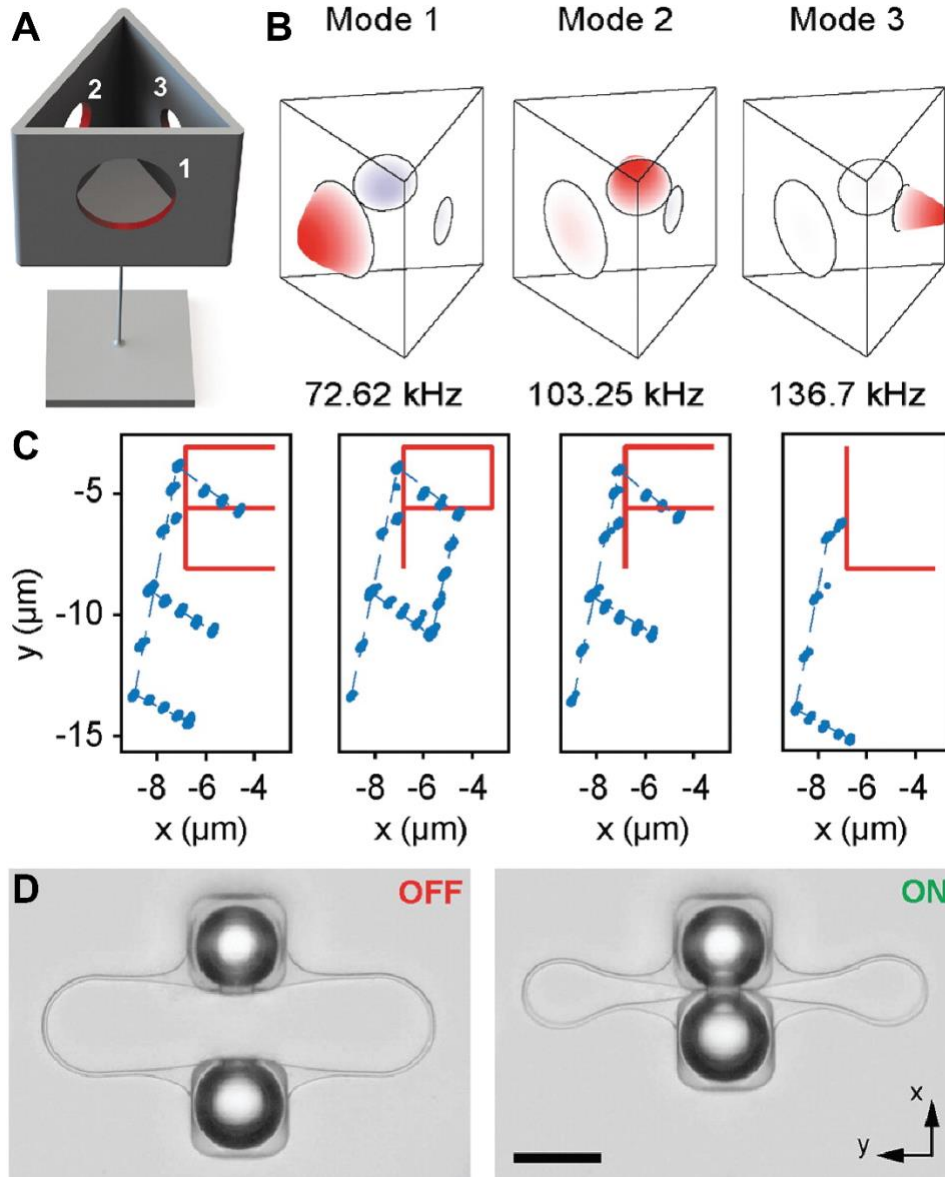 A
2
3
1
B
Mode 1
Mode 2
Mode 3
72.62 kHz
103.25 kHz
136.7 kHz
C
y (µm)
-5
-10
-15
-8 -6 -4
-8 -6 -4
-8 -6 -4
-8 -6 -4
x (µm)
x (µm)
x (µm)
x (µm)
D
OFF
ON
x
y